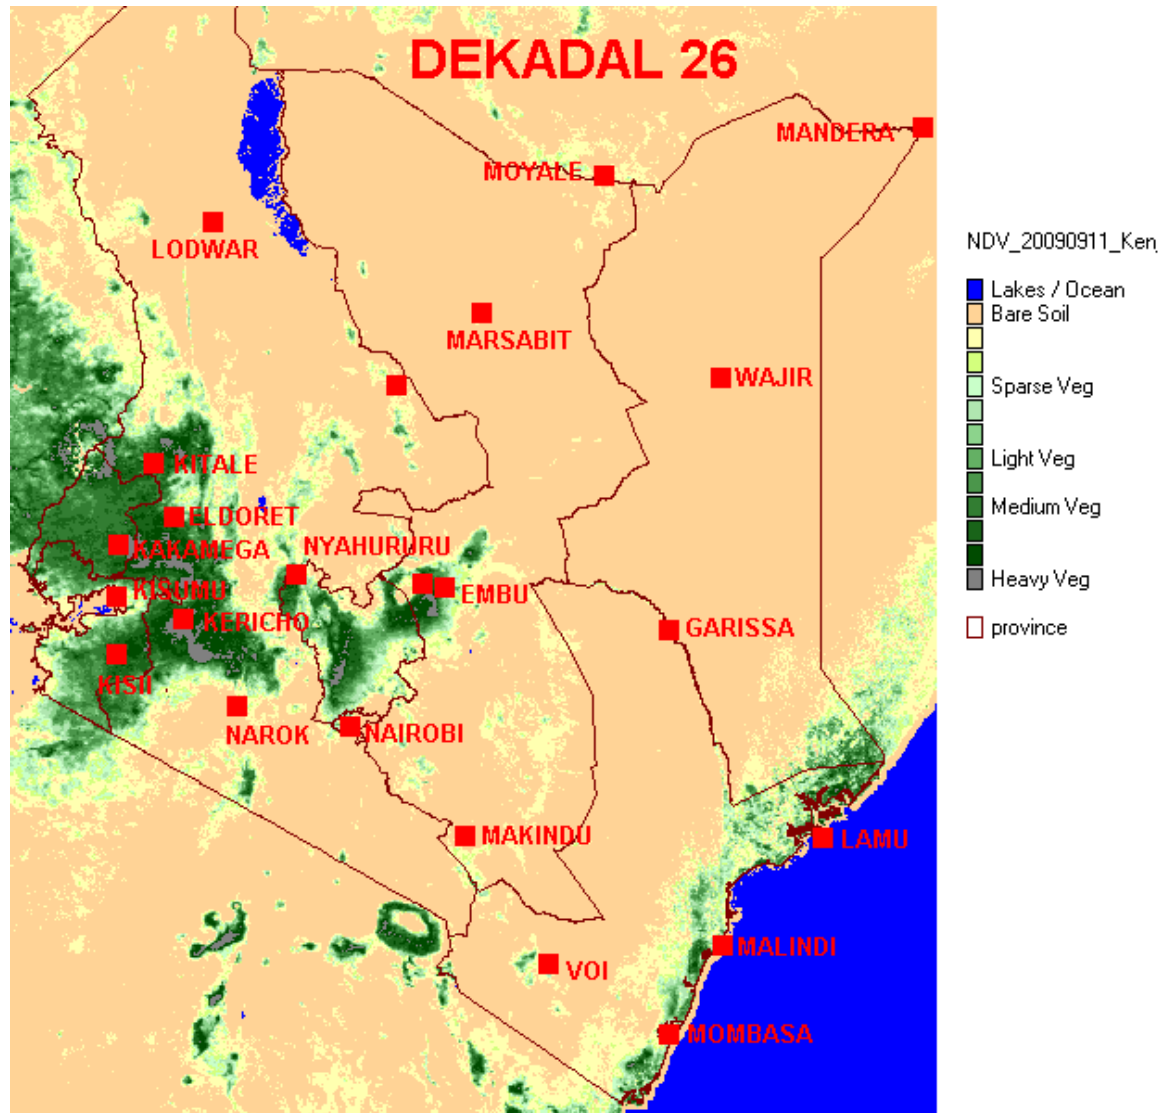 DEKADAL 26
MANDERA
MOYALE
LODWAR
MARSABIT
WAJIR
KITALE
ELDORET
KAKAMEGA
NYAHURURU
KISUMU
EMBU
KERICHO
GARISSA
KISII
NAROK
NAIROBI
MAKINDU
LAMU
MALINDI
VOI
MOMBASA
NDV_20090911_Ken
Lakes / Ocean
Bare Soil
Sparse Veg
Light Veg
Medium Veg
Heavy Veg
province